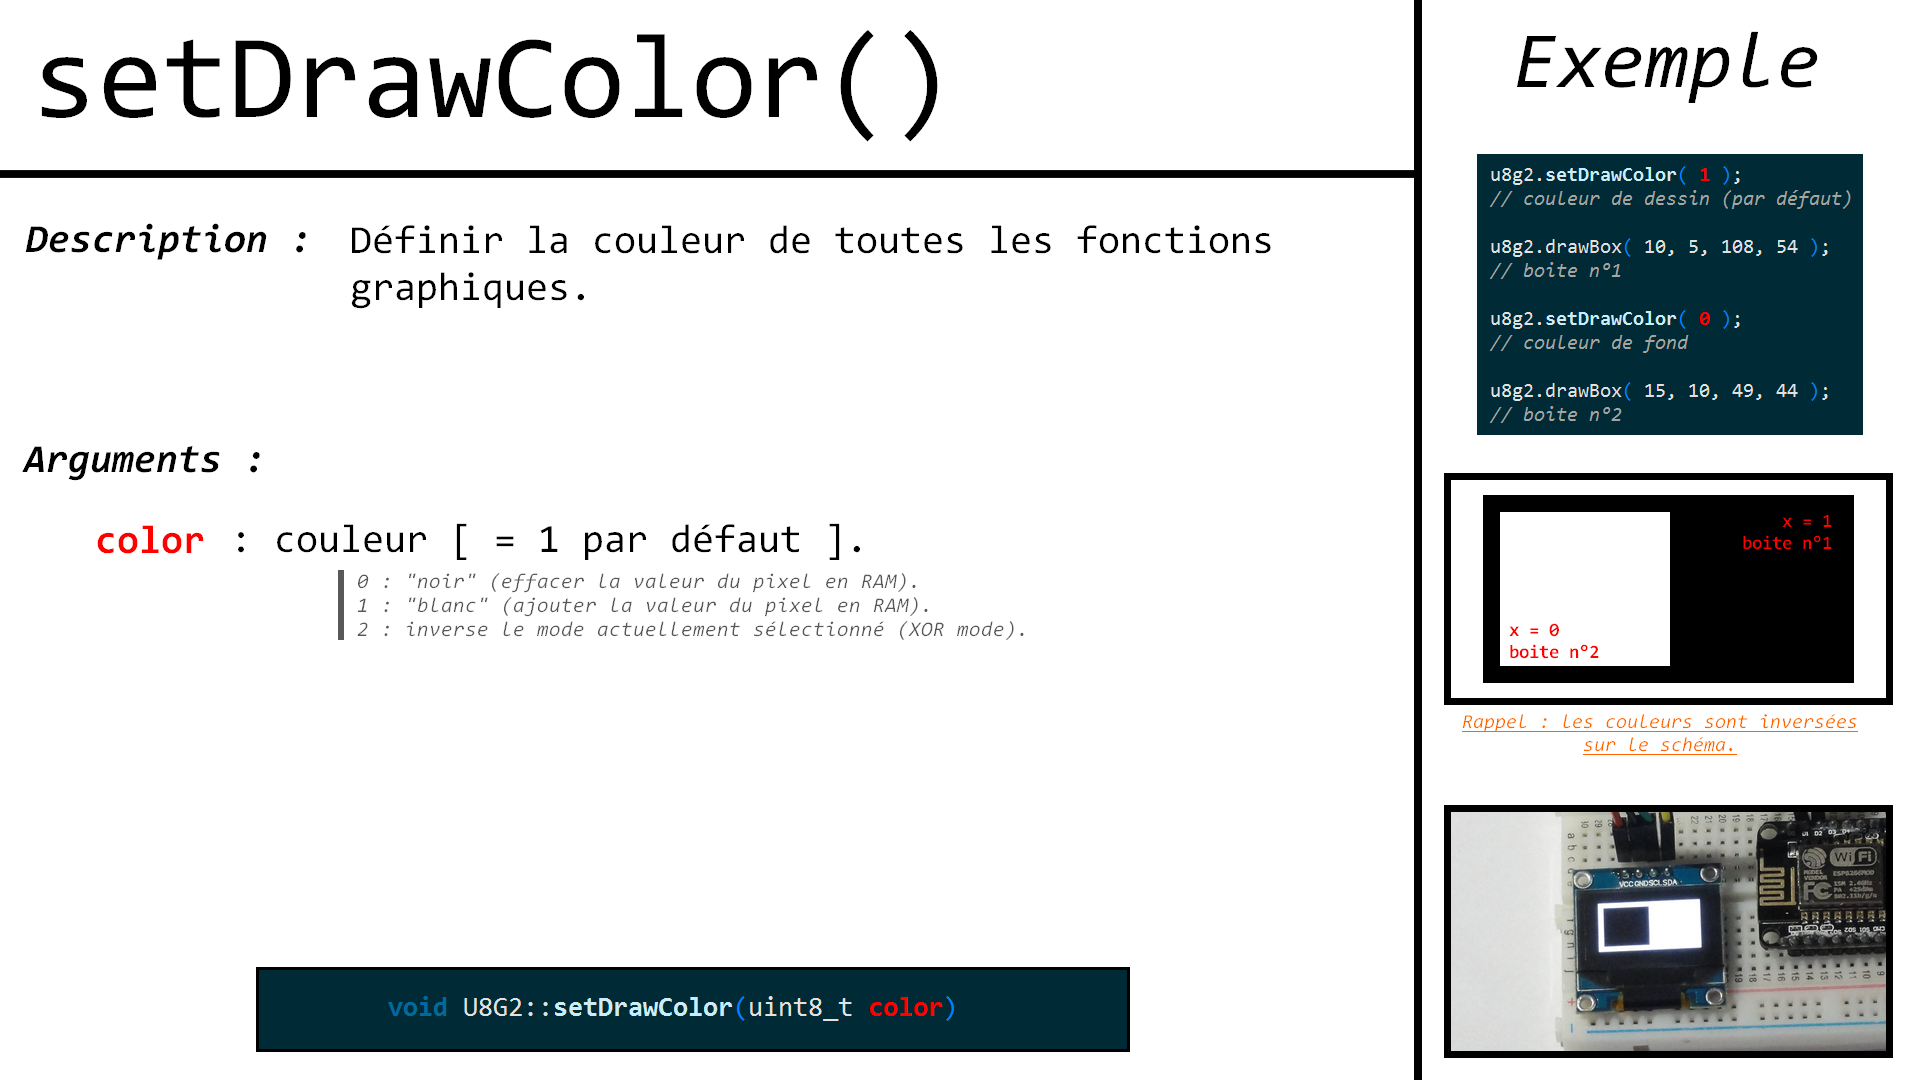 setDrawColor()
Description : Définir la couleur de toutes les fonctions
graphiques.
Arguments :
color : couleur [ = 1 par défaut ].
0 : "noir" (effacer la valeur du pixel en RAM).
1 : "blanc" (ajouter la valeur du pixel en RAM).
2 : inverse le mode actuellement sélectionné (XOR mode).
void U8G2::setDrawColor(uint8_t color)
Exemple
u8g2.setDrawColor( 1 );
// couleur de dessin (par défaut)
u8g2.drawBox( 10, 5, 108, 54 );
// boite n°1
u8g2.setDrawColor( 0 );
// couleur de fond
u8g2.drawBox( 15, 10, 49, 44 );
// boite n°2
x = 1
boite n°1
x = 0
boite n°2
Rappel : les couleurs sont inversées
sur le schéma.
VCC GND SCL SDA
WiFi
MODEL
VENDOR
FC